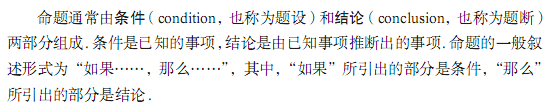 命题通常由条件(condition,也称为题设)和结论(conclusion,也称为题断)
两部分组成.条件是已知的事项,结论是由已知事项推断出的事项.命题的一般叙
述形式为“如果……,那么……”,其中,“如果”所引出的部分是条件,“那么”
所引出的部分是结论.